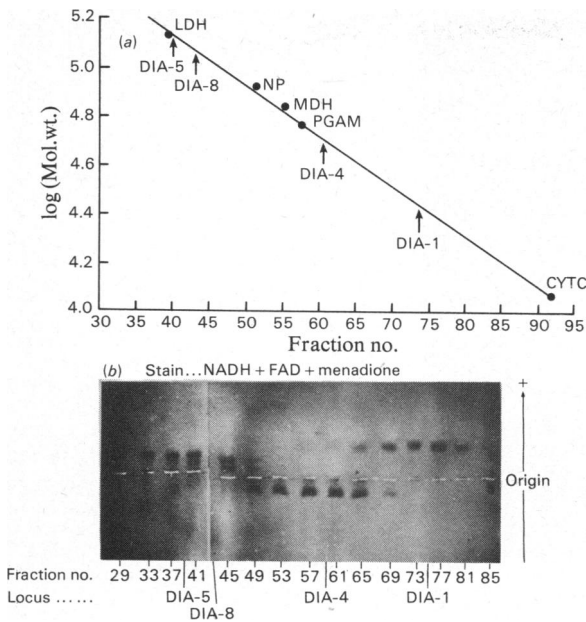 (a)
log (Mol.wt.)
5.2
5.0
4.8
4.6
4.4
4.2
4.0
LDH
DIA-5
DIA-8
NP
MDH
PGAM
DIA-4
DIA-1
CYTC
30 35 40 45 50 55 60 65 70 75 80 85 90 95
Fraction no.
(b) Stain...NADH + FAD + menadione
+
Origin
Fraction no. 29 33 37 41 45 49 53 57 61 65 69 73 77 81 85
Locus ...... DIA-5 DIA-4 DIA-1
DIA-8